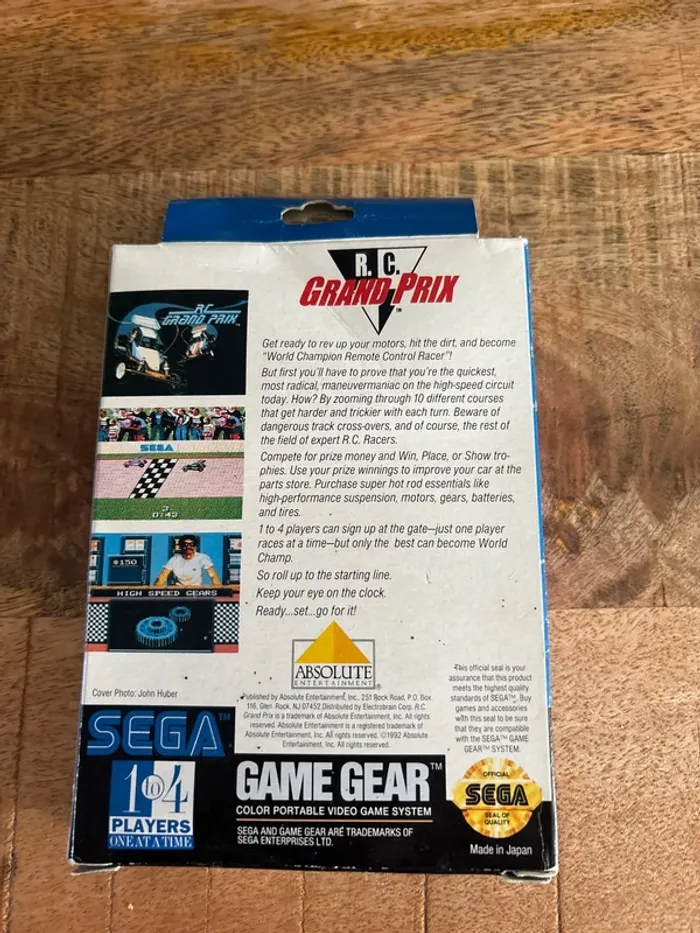 R. C.
GRAND PRIX™
RC
GRAND PRIX
Get ready to rev up your motors, hit the dirt, and become
"World Champion Remote Control Racer"!
But first you'll have to prove that you're the quickest,
most radical, maneuvermaniac on the high-speed circuit
today. How? By zooming through 10 different courses
that get harder and trickier with each turn. Beware of
dangerous track cross-overs, and of course, the rest of
the field of expert R.C. Racers.
SEGA
0:43
Compete for prize money and Win, Place, or Show tro-
phies. Use your prize winnings to improve your car at the
parts store. Purchase super hot rod essentials like
high-performance suspension, motors, gears, batteries,
and tires.
$150
HIGH SPEED GEARS
1 to 4 players can sign up at the gate—just one player
races at a time—but only the best can become World
Champ.
So roll up to the starting line.
Keep your eye on the clock.
Ready...set...go for it!
ABSOLUTE®
ENTERTAINMENT
Cover Photo: John Huber
Published by Absolute Entertainment, Inc., 251 Rock Road, P.O. Box
116, Glen Rock, NJ 07452 Distributed by Electrobrain Corp. R.C.
Grand Prix is a trademark of Absolute Entertainment, Inc. All rights
reserved. Absolute Entertainment is a registered trademark of
Absolute Entertainment, Inc. All rights reserved. ©1992 Absolute
Entertainment, Inc. All rights reserved.
This official seal is your
assurance that this product
meets the highest quality
standards of SEGA™. Buy
games and accessories
with this seal to be sure
that they are compatible
with the SEGA™ GAME
GEAR™ SYSTEM.
SEGA™
1 to 4
PLAYERS
ONE AT A TIME
GAME GEAR™
COLOR PORTABLE VIDEO GAME SYSTEM
SEGA AND GAME GEAR ARE TRADEMARKS OF
SEGA ENTERPRISES LTD.
OFFICIAL
SEGA
SEAL OF
QUALITY
Made in Japan